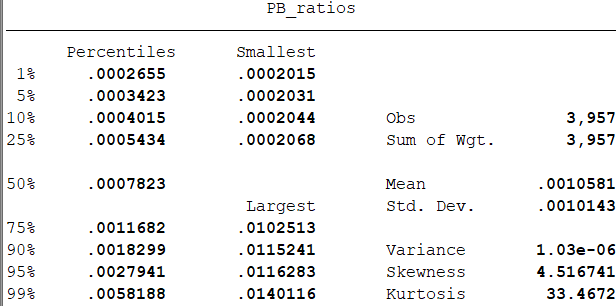 PB_ratios
Percentiles Smallest
1% .0002655 .0002015
5% .0003423 .0002031
10% .0004015 .0002044 Obs 3,957
25% .0005434 .0002068 Sum of Wgt. 3,957
50% .0007823 Mean .0010581
Largest Std. Dev. .0010143
75% .0011682 .0102513
90% .0018299 .0115241 Variance 1.03e-06
95% .0027941 .0116283 Skewness 4.516741
99% .0058188 .0140116 Kurtosis 33.4672